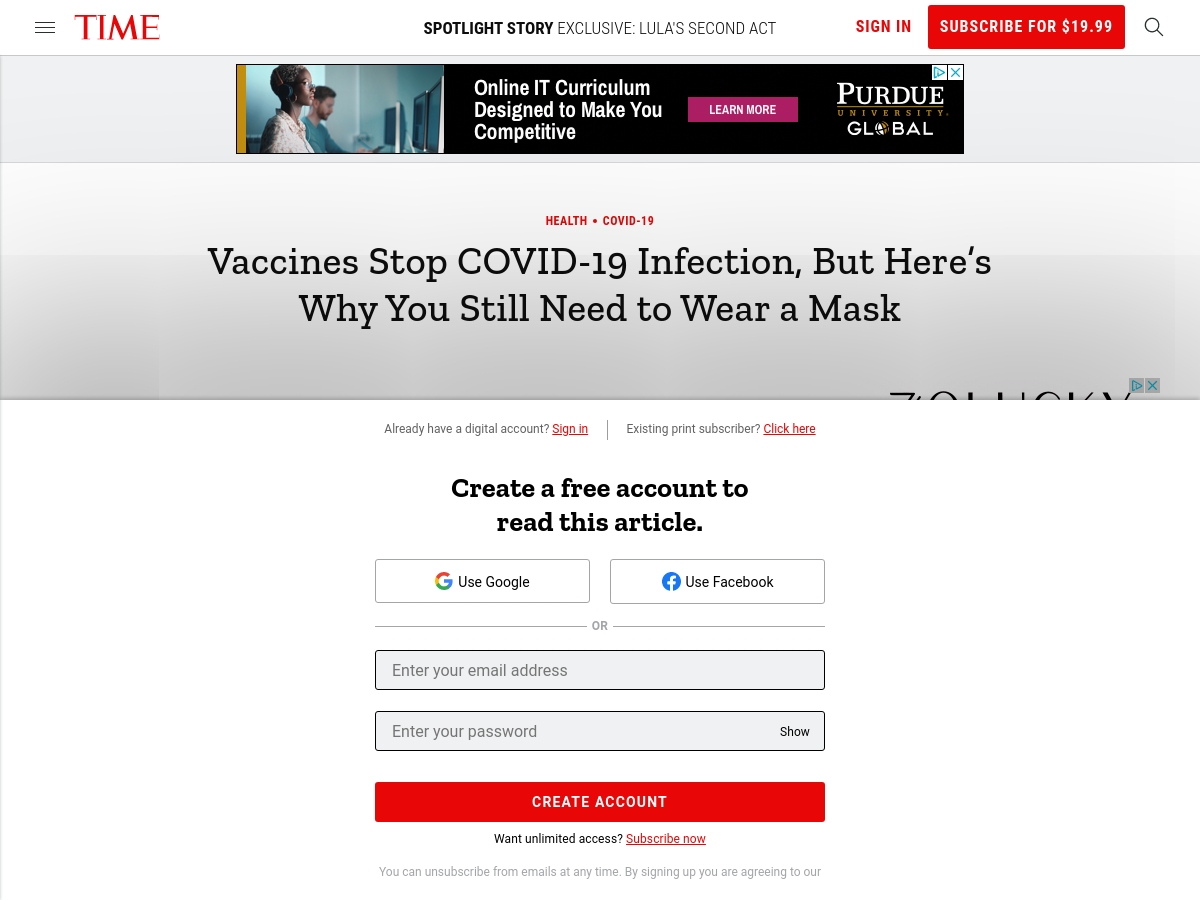 TIME
SPOTLIGHT STORY EXCLUSIVE: LULA'S SECOND ACT
SIGN IN
SUBSCRIBE FOR $19.99
Online IT Curriculum
Designed to Make You
Competitive
LEARN MORE
PURDUE
UNIVERSITY
GLOBAL
HEALTH • COVID-19
Vaccines Stop COVID-19 Infection, But Here’s
Why You Still Need to Wear a Mask
Already have a digital account? Sign in
Existing print subscriber? Click here
Create a free account to
read this article.
Use Google
Use Facebook
OR
Enter your email address
Enter your password
Show
CREATE ACCOUNT
Want unlimited access? Subscribe now
You can unsubscribe from emails at any time. By signing up you are agreeing to our